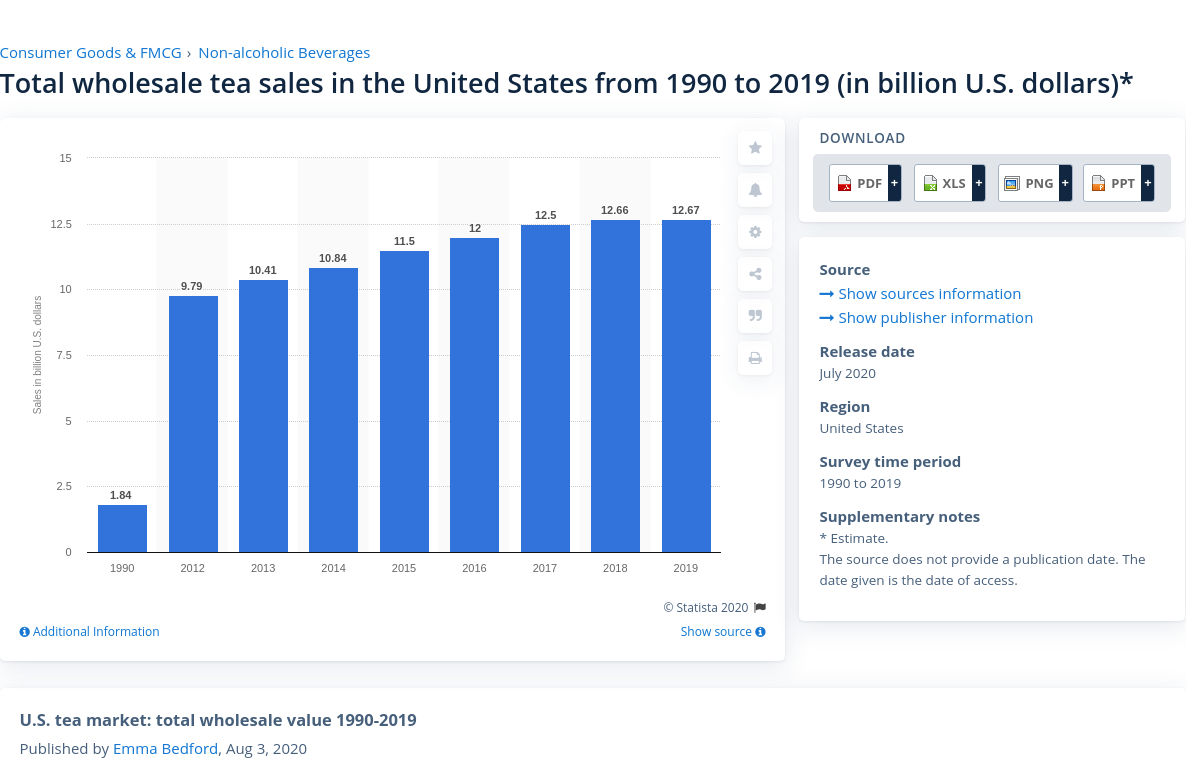 Consumer Goods & FMCG › Non-alcoholic Beverages
Total wholesale tea sales in the United States from 1990 to 2019 (in billion U.S. dollars)*
15
12.5
10
7.5
5
2.5
0
Sales in billion U.S. dollars
1.84
9.79
10.41
10.84
11.5
12
12.5
12.66
12.67
1990 2012 2013 2014 2015 2016 2017 2018 2019
© Statista 2020
Additional Information
Show source
DOWNLOAD
PDF + XLS + PNG + PPT +
Source
Show sources information
Show publisher information
Release date
July 2020
Region
United States
Survey time period
1990 to 2019
Supplementary notes
* Estimate.
The source does not provide a publication date. The
date given is the date of access.
U.S. tea market: total wholesale value 1990-2019
Published by Emma Bedford, Aug 3, 2020